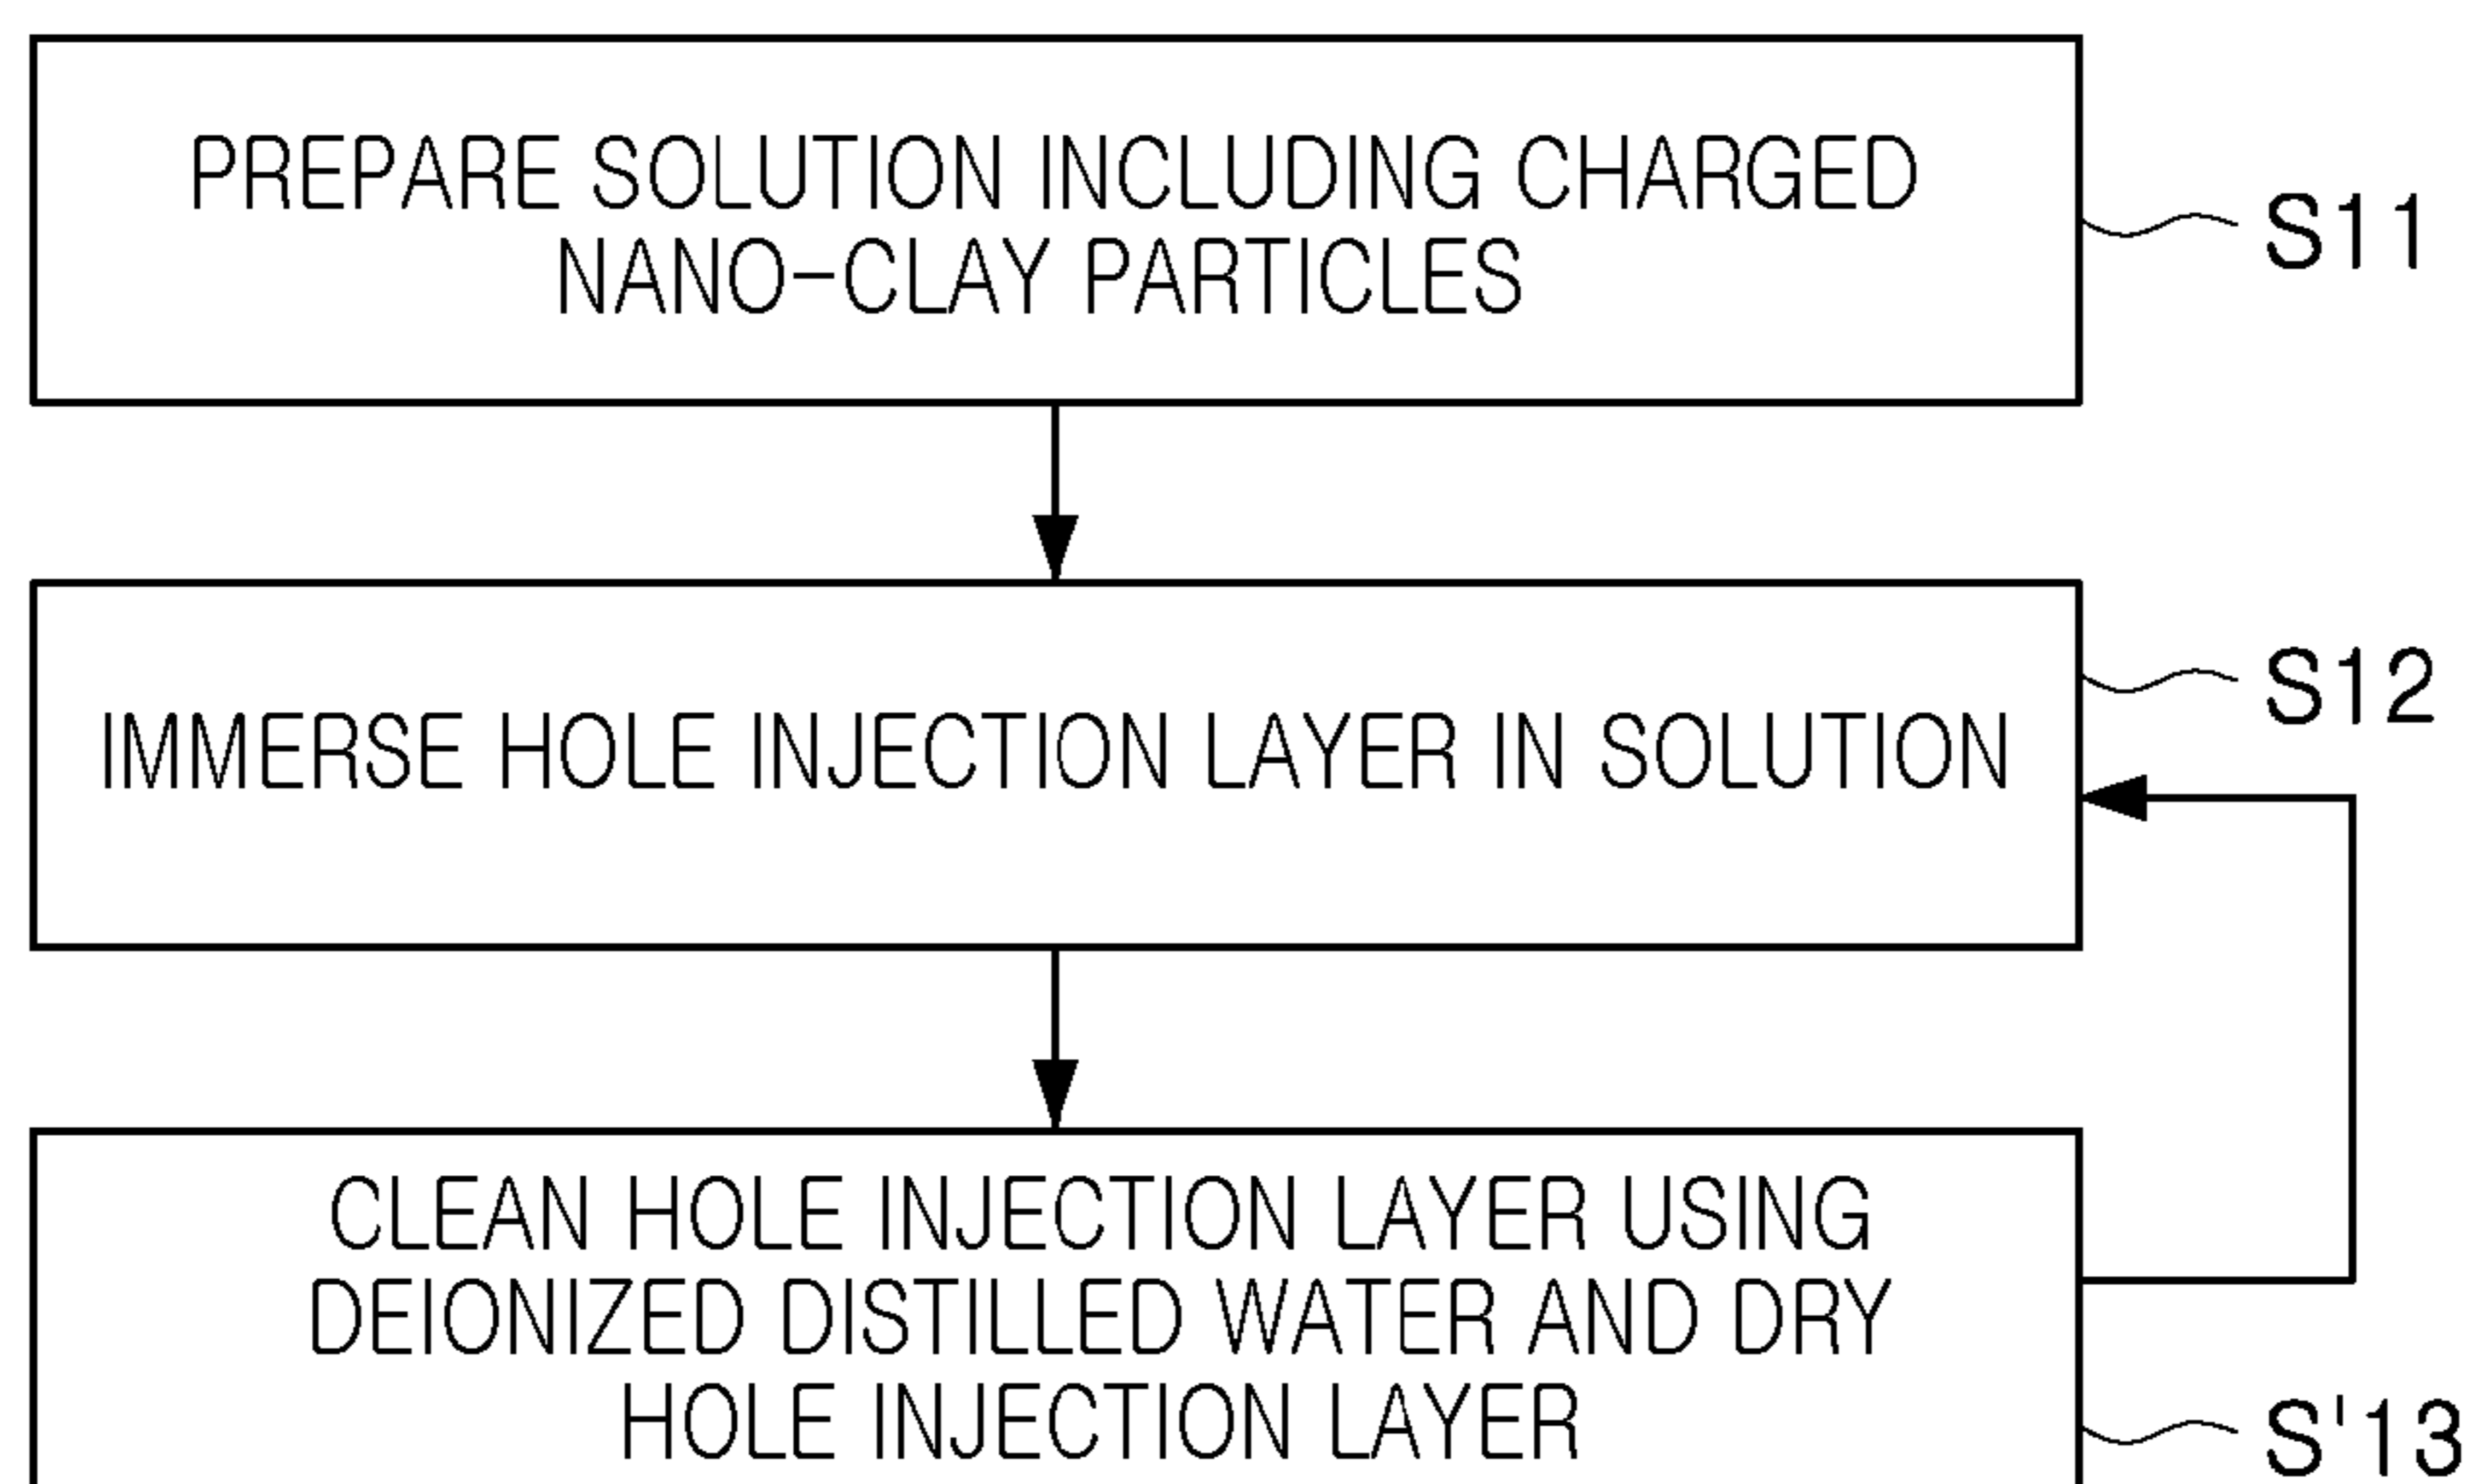 PREPARE SOLUTION INCLUDING CHARGED
NANO-CLAY PARTICLES
S11
IMMERSE HOLE INJECTION LAYER IN SOLUTION
S12
CLEAN HOLE INJECTION LAYER USING
DEIONIZED DISTILLED WATER AND DRY
HOLE INJECTION LAYER
S'13